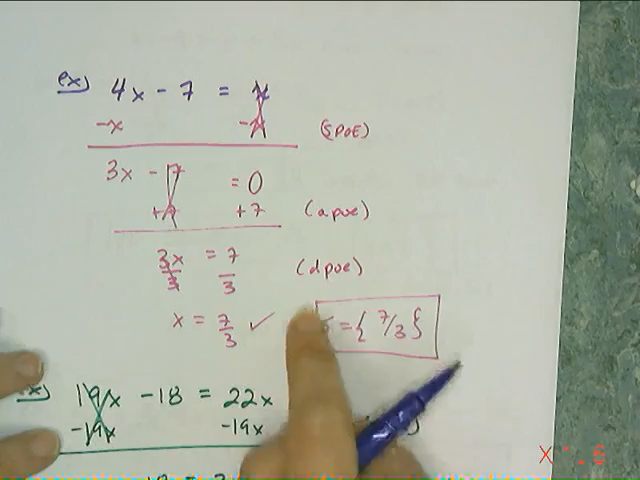 ex) 4x - 7 = x
-x -x (spoe)
3x - 7 = 0
+7 +7 (apoe)
3x = 7
3 3 (dpoe)
x = 7/3 ✓ = { 7/3 }
19x - 18 = 22x
-19x -19x